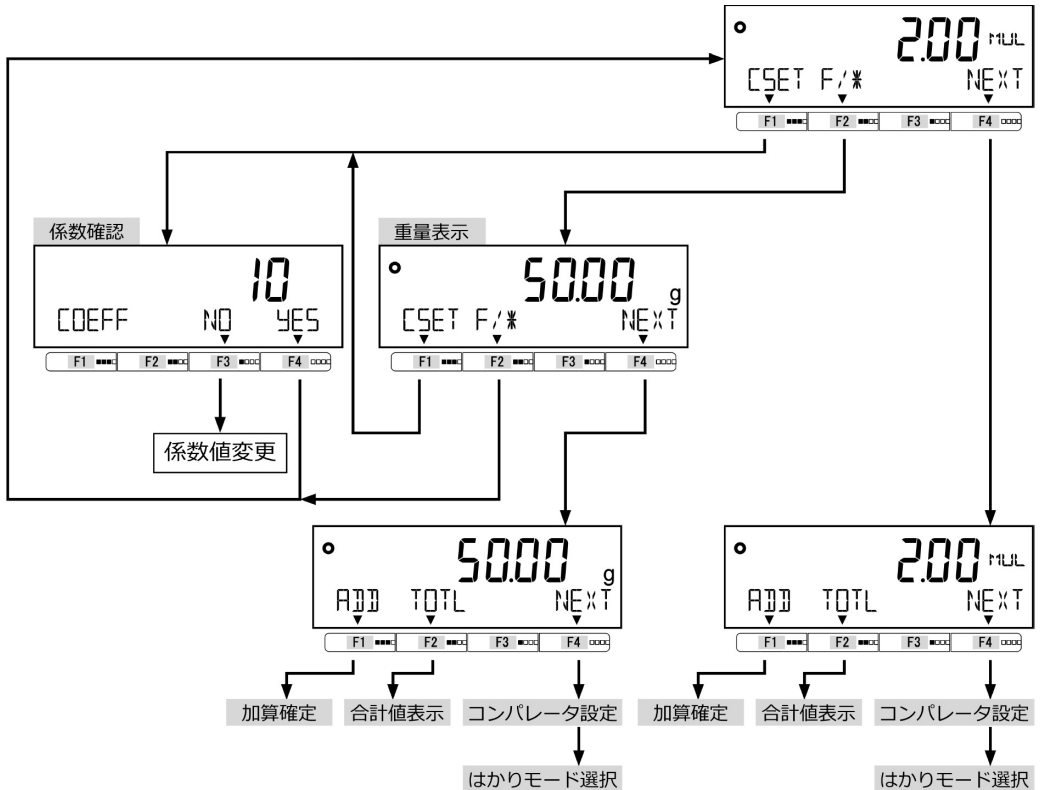 2.00 MUL
CSET F/* NEXT
F1 F2 F3 F4
係数確認
10
COEFF NO YES
F1 F2 F3 F4
係数値変更
重量表示
50.00 g
CSET F/* NEXT
F1 F2 F3 F4
50.00 g
ADD TOTL NEXT
F1 F2 F3 F4
加算確定 合計値表示 コンパレータ設定
はかりモード選択
2.00 MUL
ADD TOTL NEXT
F1 F2 F3 F4
加算確定 合計値表示 コンパレータ設定
はかりモード選択